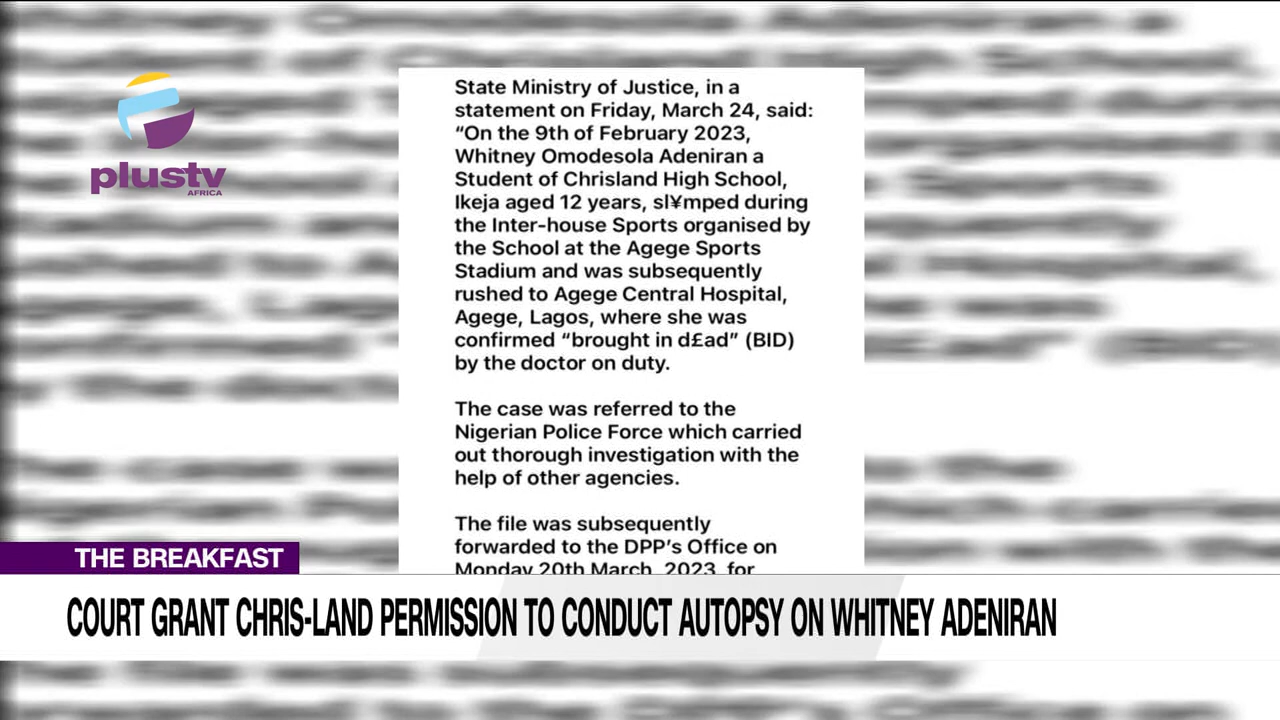 plustv
AFRICA
State Ministry of Justice, in a
statement on Friday, March 24, said:
“On the 9th of February 2023,
Whitney Omodesola Adeniran a
Student of Chrisland High School,
Ikeja aged 12 years, sl¥mped during
the Inter-house Sports organised by
the School at the Agege Sports
Stadium and was subsequently
rushed to Agege Central Hospital,
Agege, Lagos, where she was
confirmed “brought in d£ad” (BID)
by the doctor on duty.
The case was referred to the
Nigerian Police Force which carried
out thorough investigation with the
help of other agencies.
The file was subsequently
forwarded to the DPP’s Office on
Monday 20th March, 2023, for
THE BREAKFAST
COURT GRANT CHRIS-LAND PERMISSION TO CONDUCT AUTOPSY ON WHITNEY ADENIRAN